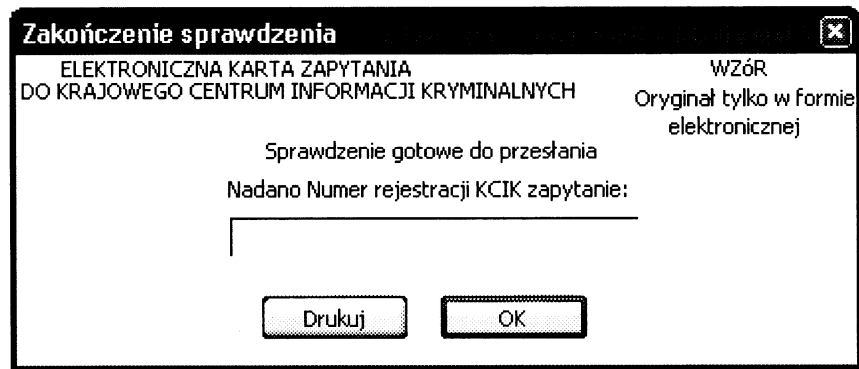 Zakończenie sprawdzenia
ELEKTRONICZNA KARTA ZAPYTANIA
DO KRAJOWEGO CENTRUM INFORMACJI KRYMINALNYCH
WZóR
Oryginał tylko w formie
elektronicznej
Sprawdzenie gotowe do przesłania
Nadano Numer rejestracji KCIK zapytanie:
Drukuj
OK